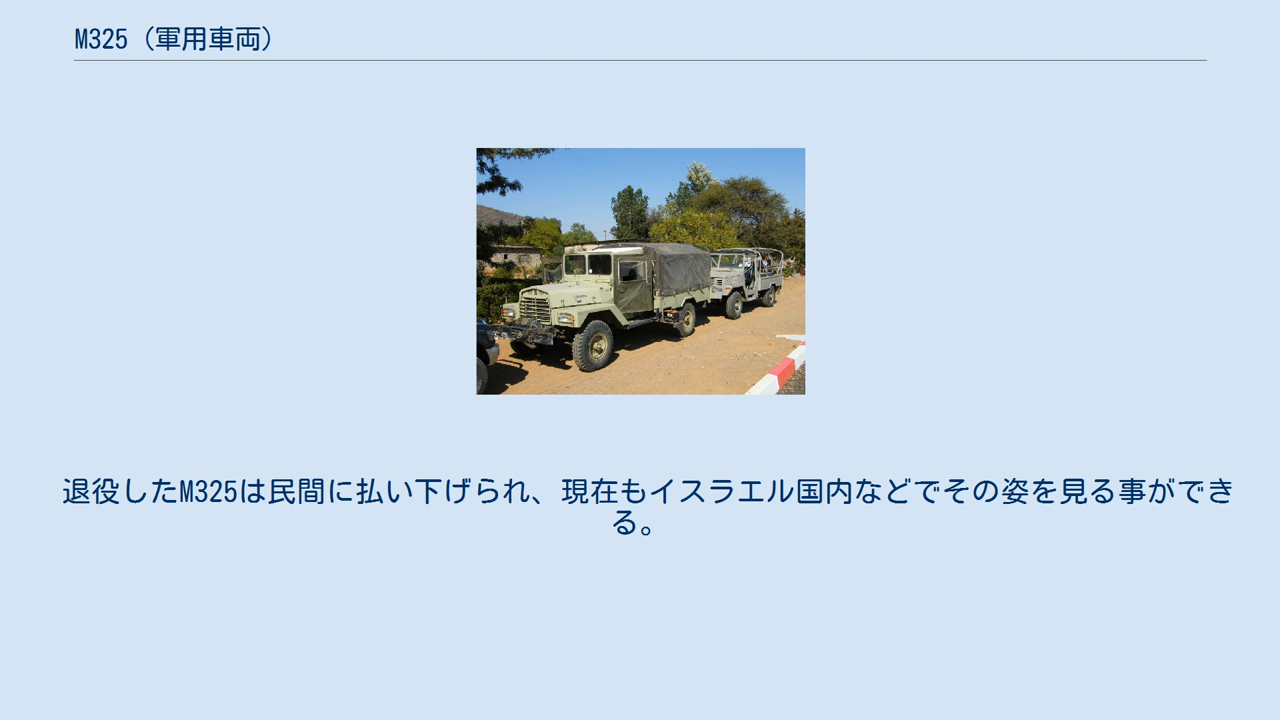 M325（軍用車両）
退役したM325は民間に払い下げられ、現在もイスラエル国内などでその姿を見る事ができ
る。